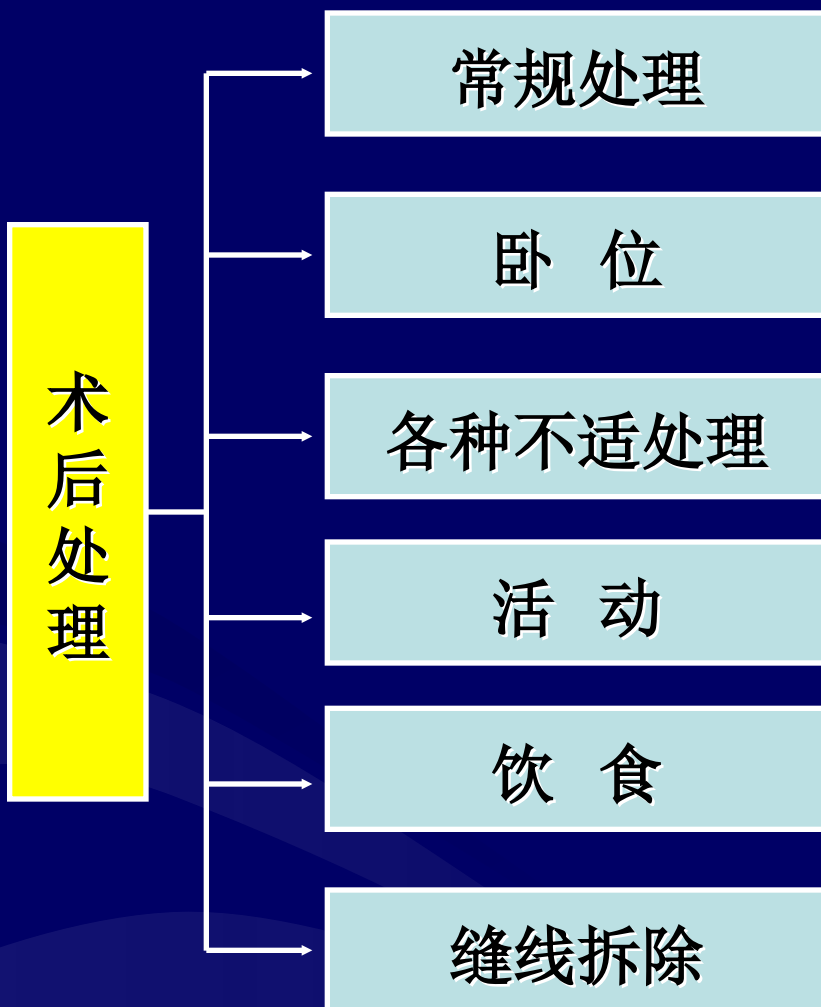 术后处理
常规处理
卧 位
各种不适处理
活 动
饮 食
缝线拆除